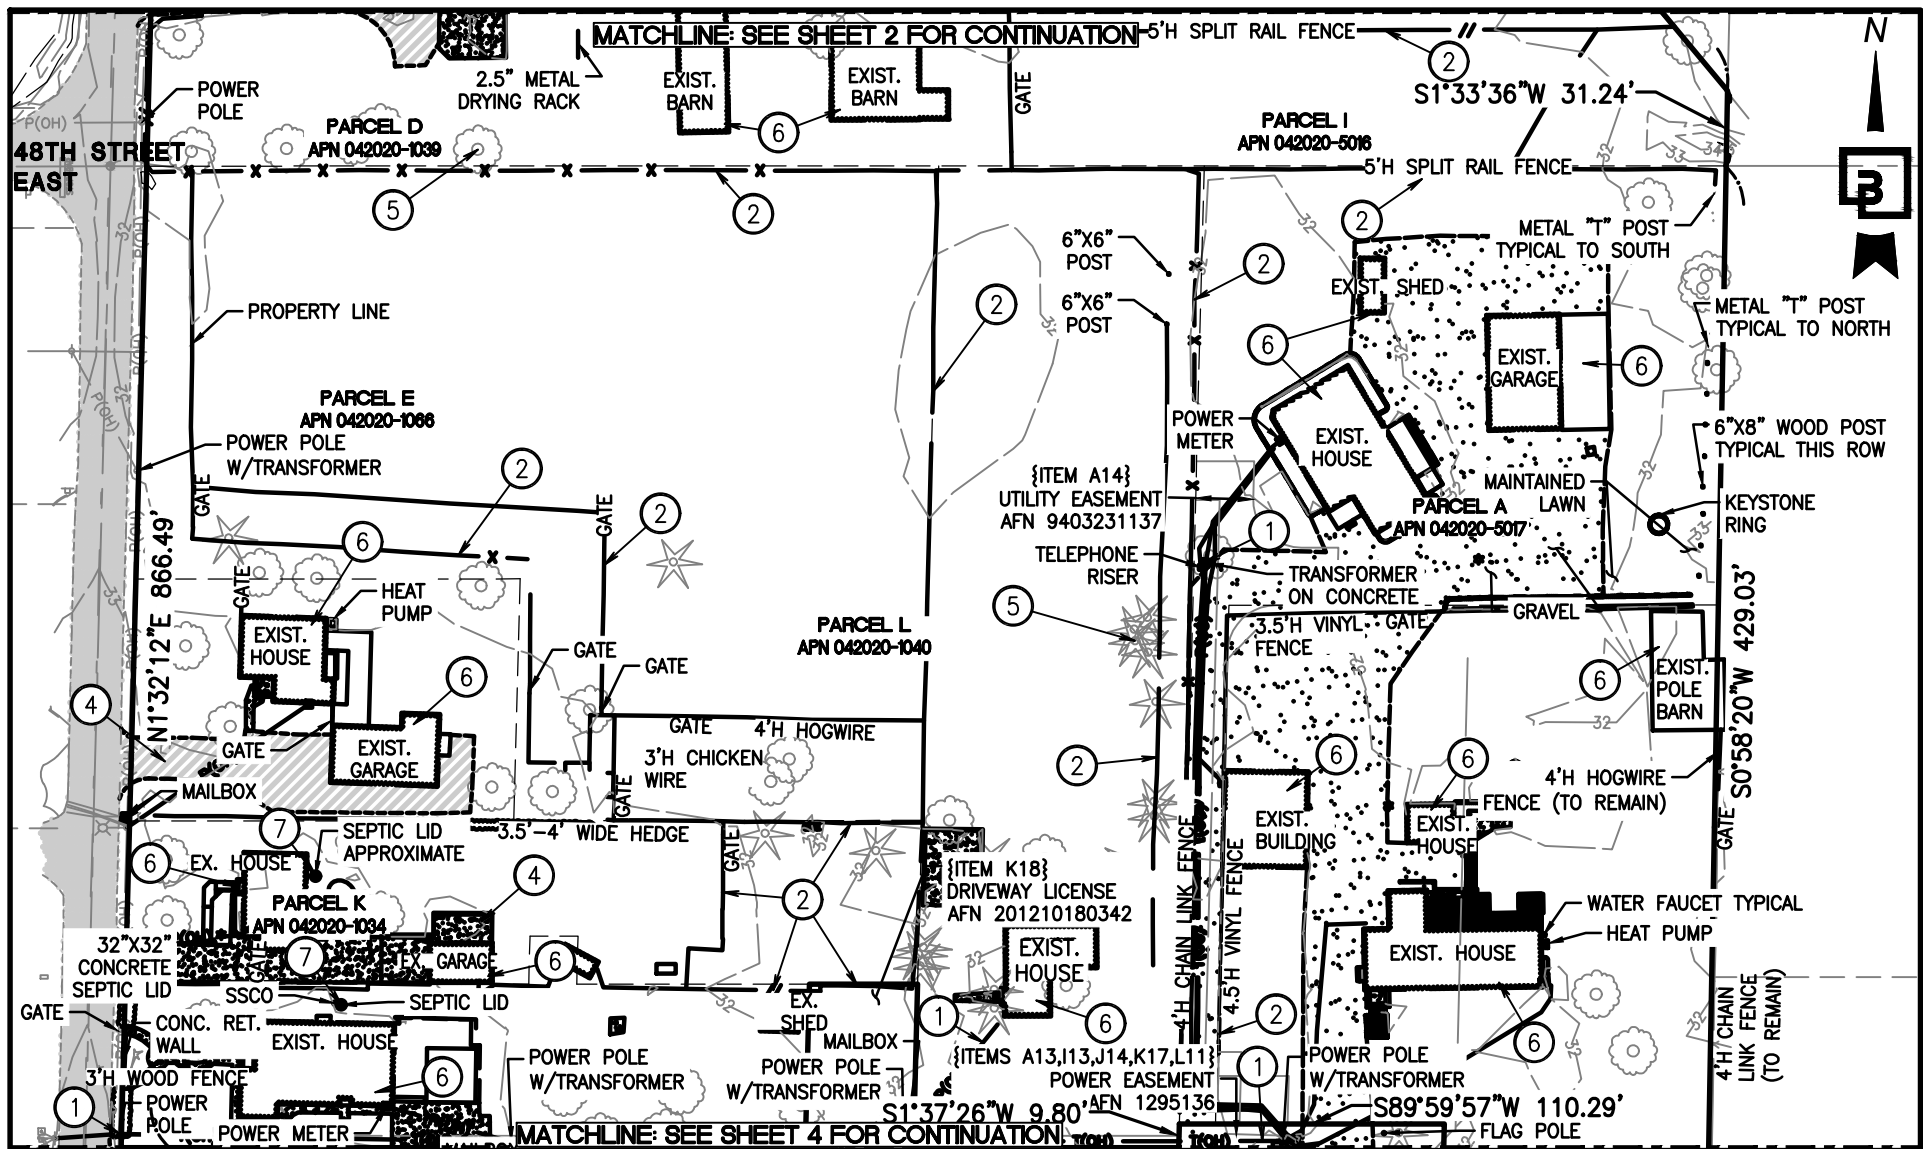 MATCHLINE: SEE SHEET 2 FOR CONTINUATION
5'H SPLIT RAIL FENCE
N
2
2.5" METAL
DRYING RACK
EXIST.
BARN
EXIST.
BARN
GATE
S1°33'36"W 31.24'
POWER
POLE
P(OH)
PARCEL D
APN 042020-1039
6
PARCEL I
APN 042020-5016
48TH STREET
EAST
5'H SPLIT RAIL FENCE
B
5
2
2
METAL "T" POST
TYPICAL TO SOUTH
6"X6"
POST
2
EXIST. SHED
PROPERTY LINE
2
6"X6"
POST
METAL "T" POST
TYPICAL TO NORTH
6
EXIST.
GARAGE
6
PARCEL E
APN 042020-1066
POWER
METER
EXIST.
HOUSE
6"X8" WOOD POST
TYPICAL THIS ROW
POWER POLE
W/TRANSFORMER
2
{ITEM A14}
UTILITY EASEMENT
AFN 9403231137
MAINTAINED
LAWN
GATE
GATE
2
PARCEL A
APN 042020-5017
KEYSTONE
RING
N1°32'12"E 866.49'
6
1
TELEPHONE
RISER
TRANSFORMER
ON CONCRETE
GATE
HEAT
PUMP
5
GRAVEL
S0°58'20"W 429.03'
EXIST.
HOUSE
PARCEL L
APN 042020-1040
3.5'H VINYL
FENCE
GATE
GATE
GATE
6
6
EXIST.
POLE
BARN
4
GATE
EXIST.
GARAGE
GATE
4'H HOGWIRE
3'H CHICKEN
WIRE
2
6
6
4'H HOGWIRE
FENCE (TO REMAIN)
MAILBOX
GATE
7
SEPTIC LID
APPROXIMATE
3.5'-4' WIDE HEDGE
GATE
EXIST.
BUILDING
EXIST.
HOUSE
GATE
6
EX. HOUSE
4
{ITEM K18}
DRIVEWAY LICENSE
AFN 201210180342
2
PARCEL K
APN 042020-1034
4'H CHAIN LINK FENCE
4.5'H VINYL FENCE
WATER FAUCET TYPICAL
HEAT PUMP
32"X32"
CONCRETE
SEPTIC LID
GATE
7
EX. GARAGE
6
EXIST.
HOUSE
EXIST. HOUSE
SSCO
SEPTIC LID
EX.
SHED
GATE
CONC. RET.
WALL
EXIST. HOUSE
1
6
2
6
4'H CHAIN
LINK FENCE
(TO REMAIN)
MAILBOX
3'H WOOD FENCE
6
POWER POLE
W/TRANSFORMER
POWER POLE
W/TRANSFORMER
{ITEMS A13,I13,J14,K17,L11}
POWER EASEMENT
AFN 1295136
1
POWER POLE
W/TRANSFORMER
1
POWER
POLE
POWER METER
S1°37'26"W 9.80'
S89°59'57"W 110.29'
FLAG POLE
MATCHLINE: SEE SHEET 4 FOR CONTINUATION
T(OH)
T(OH)